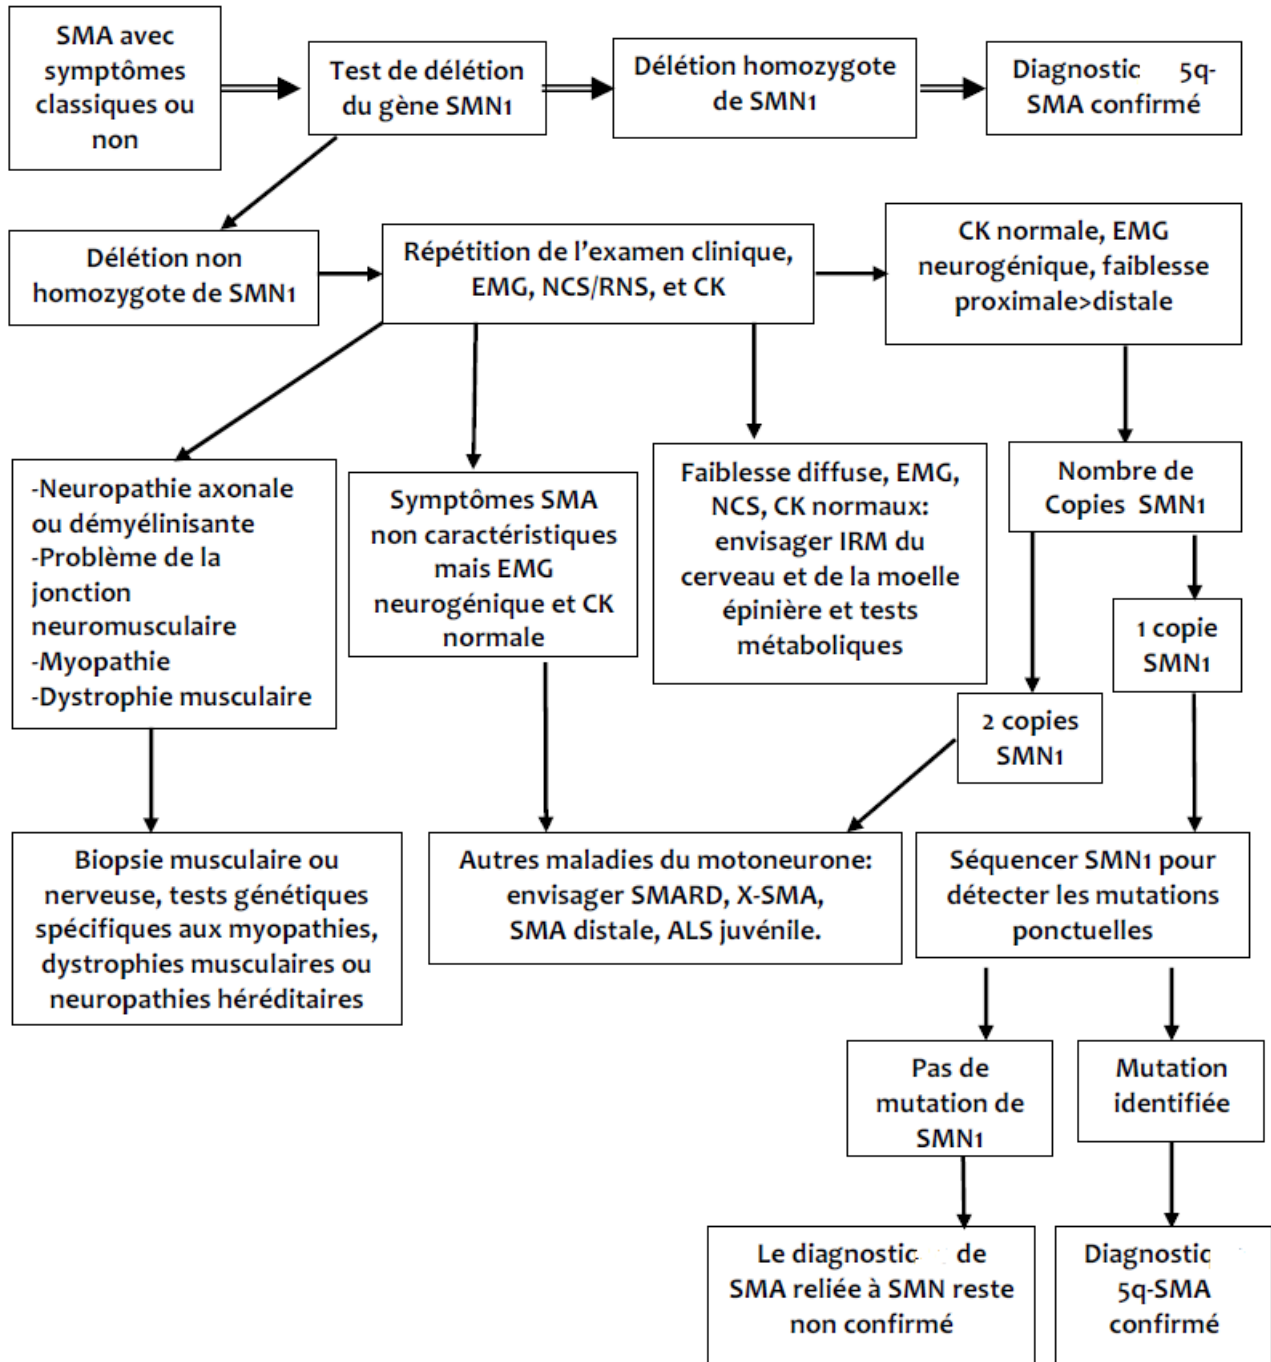 SMA avec
symptômes
classiques ou
non
Test de délétion
du gène SMN1
Délétion homozygote
de SMN1
Diagnostic 5q-
SMA confirmé
Délétion non
homozygote de SMN1
Répétition de l'examen clinique,
EMG, NCS/RNS, et CK
CK normale, EMG
neurogénique, faiblesse
proximale>distale
-Neuropathie axonale
ou démyélinisante
-Problème de la
jonction
neuromusculaire
-Myopathie
-Dystrophie musculaire
Symptômes SMA
non caractéristiques
mais EMG
neurogénique et CK
normale
Faiblesse diffuse, EMG,
NCS, CK normaux:
envisager IRM du
cerveau et de la moelle
épinière et tests
métaboliques
Nombre de
Copies SMN1
1 copie
SMN1
2 copies
SMN1
Biopsie musculaire ou
nerveuse, tests génétiques
spécifiques aux myopathies,
dystrophies musculaires ou
neuropathies héréditaires
Autres maladies du motoneurone:
envisager SMARD, X-SMA,
SMA distale, ALS juvénile.
Séquencer SMN1 pour
détecter les mutations
ponctuelles
Pas de
mutation de
SMN1
Mutation
identifiée
Le diagnostic de
SMA reliée à SMN reste
non confirmé
Diagnostic
5q-SMA
confirmé